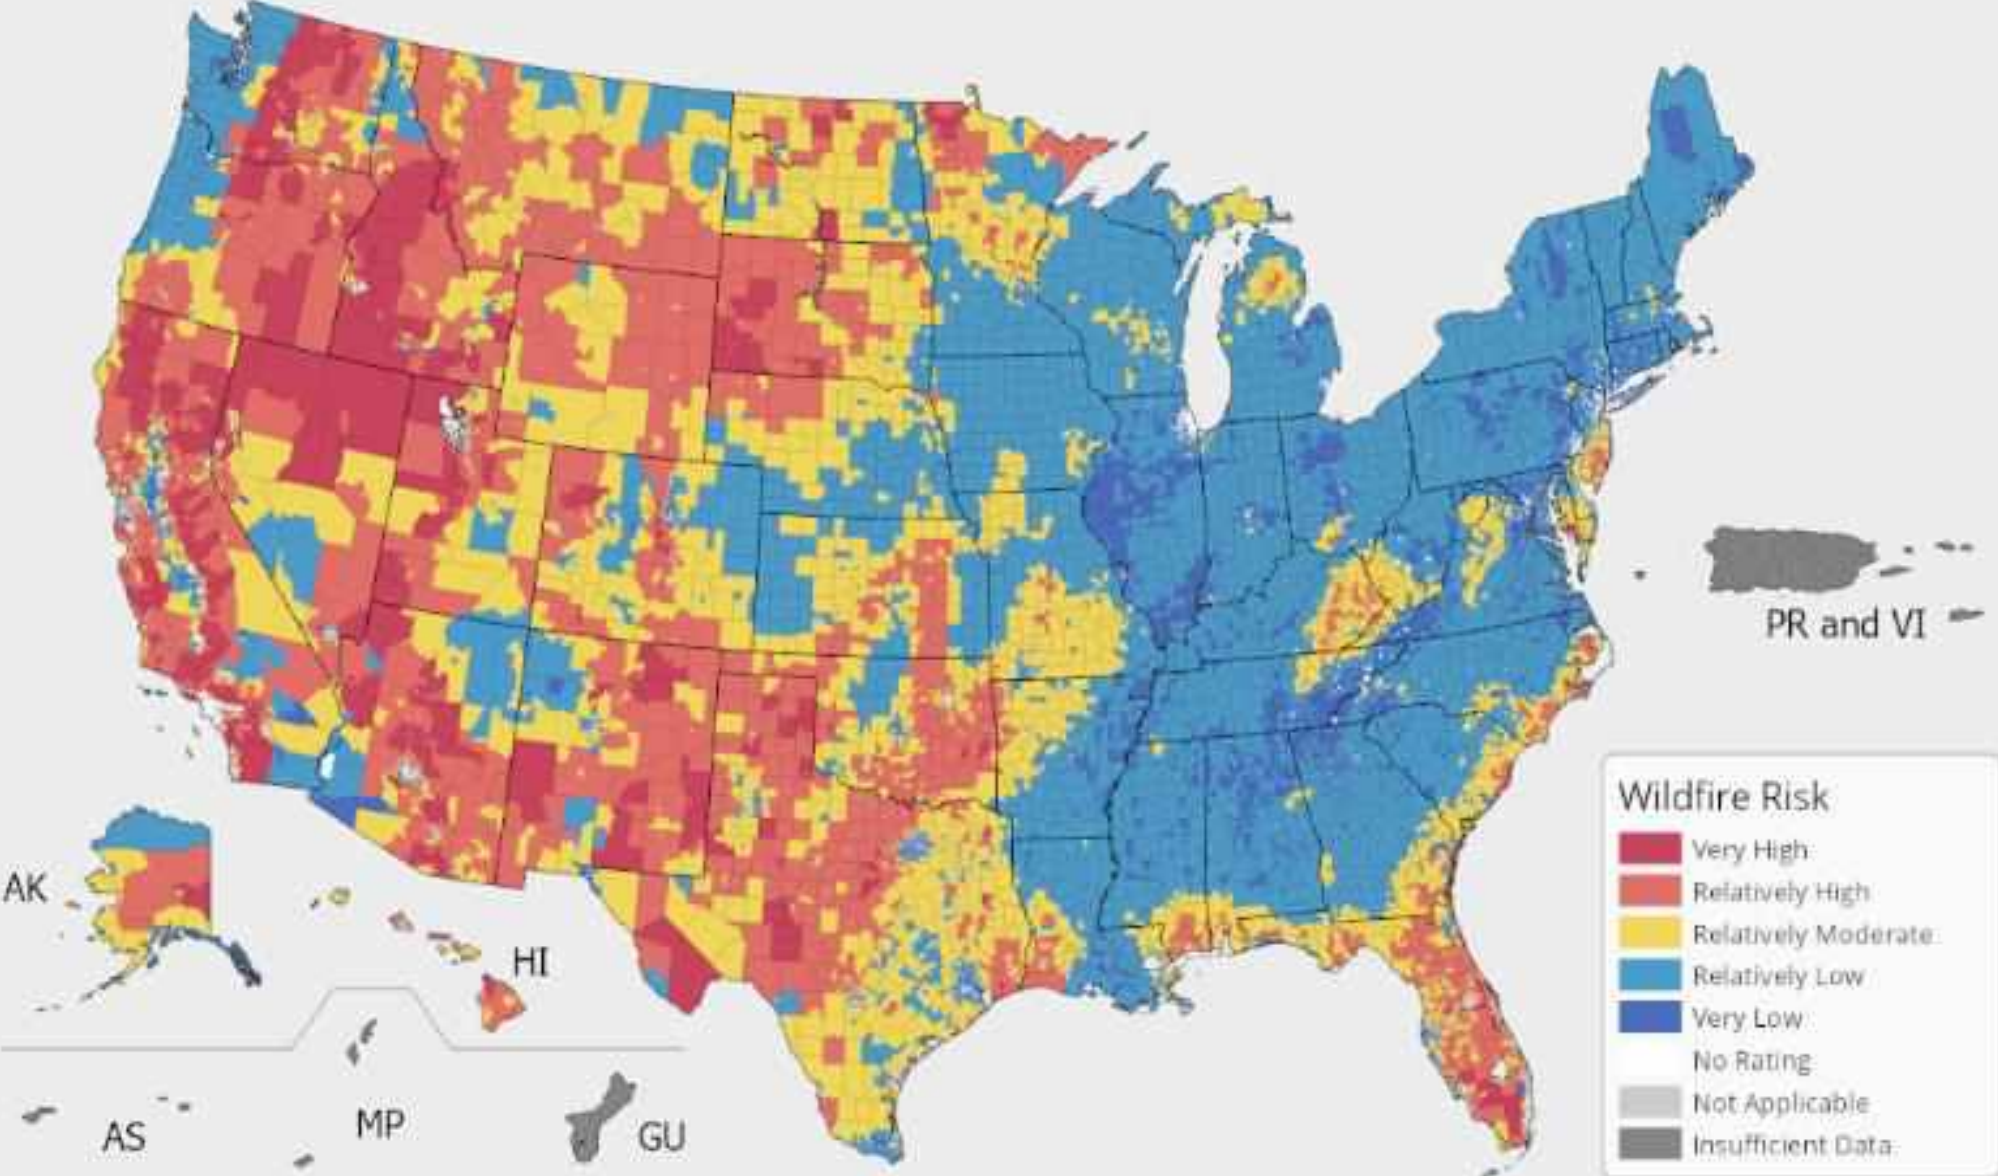 PR and VI
Wildfire Risk
Very High
Relatively High
Relatively Moderate
Relatively Low
Very Low
No Rating
Not Applicable
Insufficient Data
AK
HI
AS
MP
GU